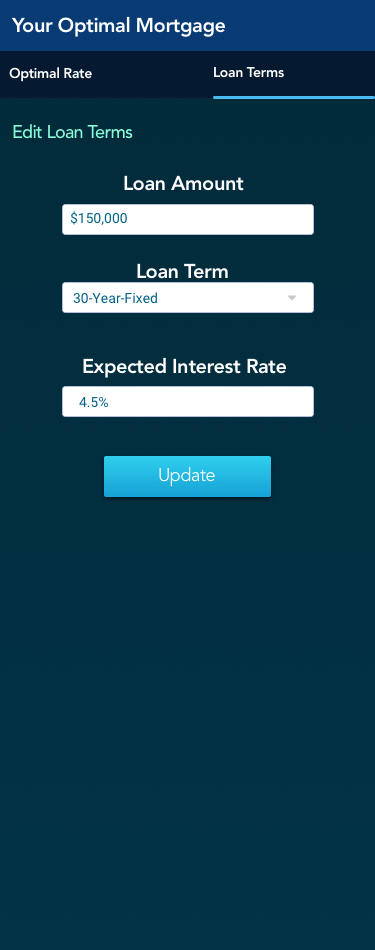 Your Optimal Mortgage
Optimal Rate
Loan Terms
Edit Loan Terms
Loan Amount
$150,000
Loan Term
30-Year-Fixed
Expected Interest Rate
4.5%
Update